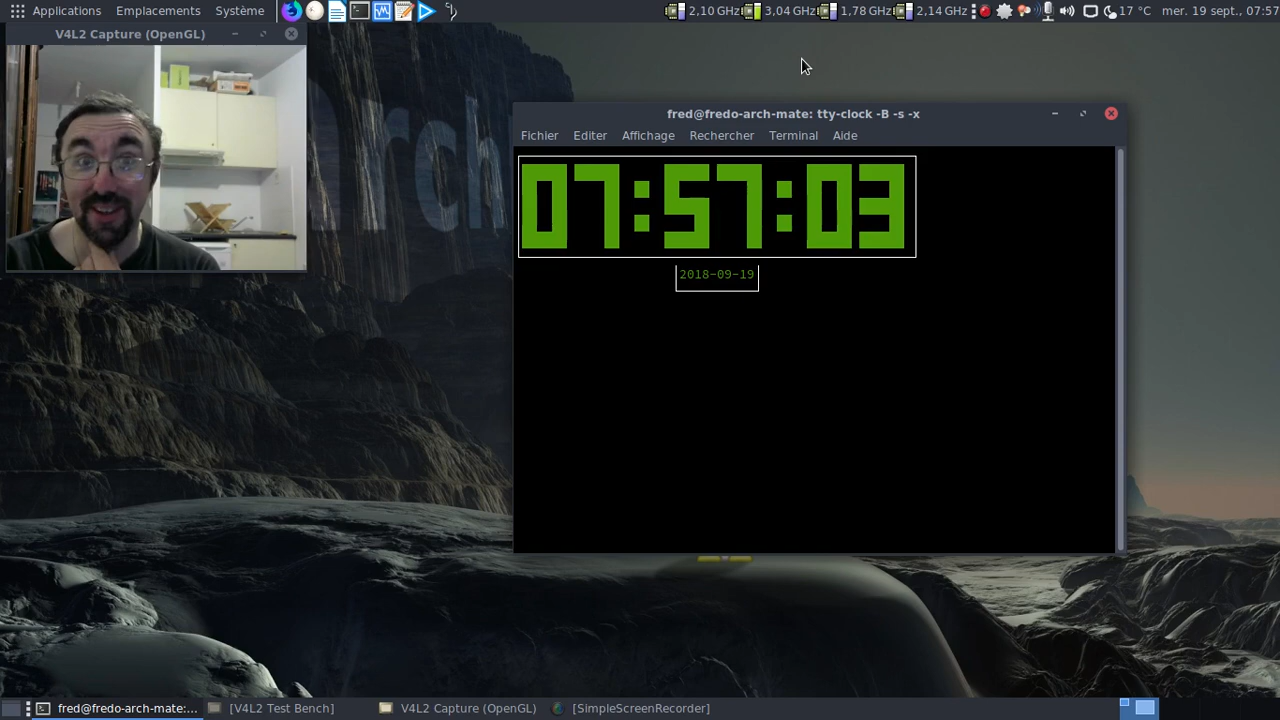 Applications Emplacements Système
2,10 GHz 3,04 GHz 1,78 GHz 2,14 GHz 17 °C mer. 19 sept., 07:57
V4L2 Capture (OpenGL)
Arch
fred@fredo-arch-mate: tty-clock -B -s -x
Fichier Editer Affichage Rechercher Terminal Aide
07:57:03
2018-09-19
fred@fredo-arch-mate:... [V4L2 Test Bench] V4L2 Capture (OpenGL) [SimpleScreenRecorder]